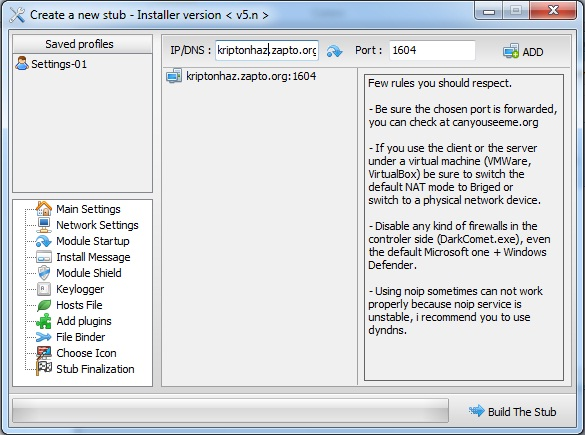 Create a new stub - Installer version < v5.n >
Saved profiles
Settings-01
Main Settings
Network Settings
Module Startup
Install Message
Module Shield
Keylogger
Hosts File
Add plugins
File Binder
Choose Icon
Stub Finalization
IP/DNS : kriptonhaz.zapto.org Port : 1604 ADD
kriptonhaz.zapto.org:1604
Few rules you should respect.
- Be sure the chosen port is forwarded,
you can check at canyouseeme.org
- If you use the client or the server
under a virtual machine (VMWare,
VirtualBox) be sure to switch the
default NAT mode to Briged or
switch to a physical network device.
- Disable any kind of firewalls in the
controler side (DarkComet.exe), even
the default Microsoft one + Windows
Defender.
- Using noip sometimes can not work
properly because noip service is
unstable, i recommend you to use
dyndns.
Build The Stub